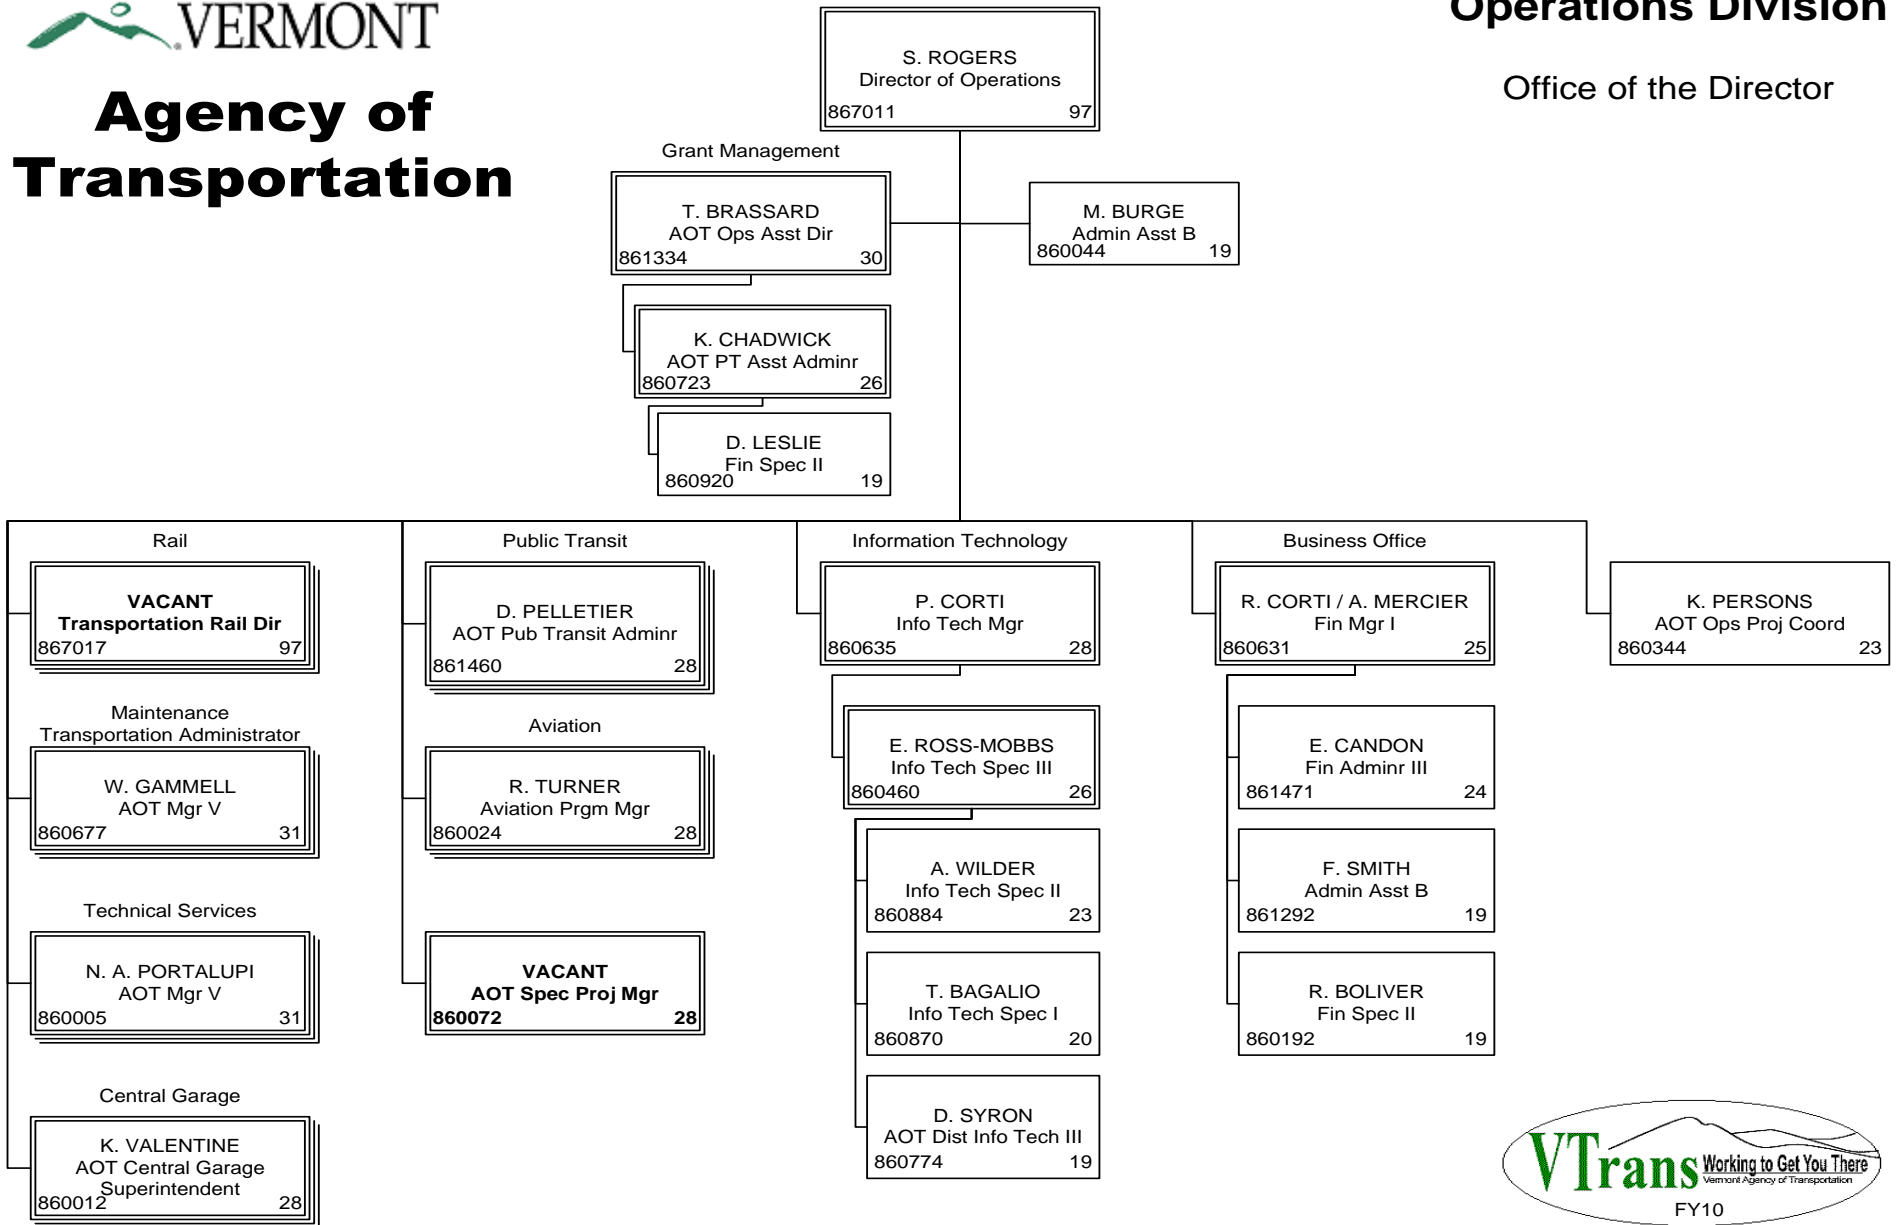 VERMONT
Agency of
Transportation
Operations Division
Office of the Director
S. ROGERS
Director of Operations
867011 97
Grant Management
T. BRASSARD
AOT Ops Asst Dir
861334 30
M. BURGE
Admin Asst B
860044 19
K. CHADWICK
AOT PT Asst Adminr
860723 26
D. LESLIE
Fin Spec II
860920 19
Rail
VACANT
Transportation Rail Dir
867017 97
Maintenance
Transportation Administrator
W. GAMMELL
AOT Mgr V
860677 31
Technical Services
N. A. PORTALUPI
AOT Mgr V
860005 31
Central Garage
K. VALENTINE
AOT Central Garage
Superintendent
860012 28
Public Transit
D. PELLETIER
AOT Pub Transit Adminr
861460 28
Aviation
R. TURNER
Aviation Prgm Mgr
860024 28
VACANT
AOT Spec Proj Mgr
860072 28
Information Technology
P. CORTI
Info Tech Mgr
860635 28
E. ROSS-MOBBS
Info Tech Spec III
860460 26
A. WILDER
Info Tech Spec II
860884 23
T. BAGALIO
Info Tech Spec I
860870 20
D. SYRON
AOT Dist Info Tech III
860774 19
Business Office
R. CORTI / A. MERCIER
Fin Mgr I
860631 25
E. CANDON
Fin Adminr III
861471 24
F. SMITH
Admin Asst B
861292 19
R. BOLIVER
Fin Spec II
860192 19
K. PERSONS
AOT Ops Proj Coord
860344 23
VTrans Working to Get You There
Vermont Agency of Transportation
FY10